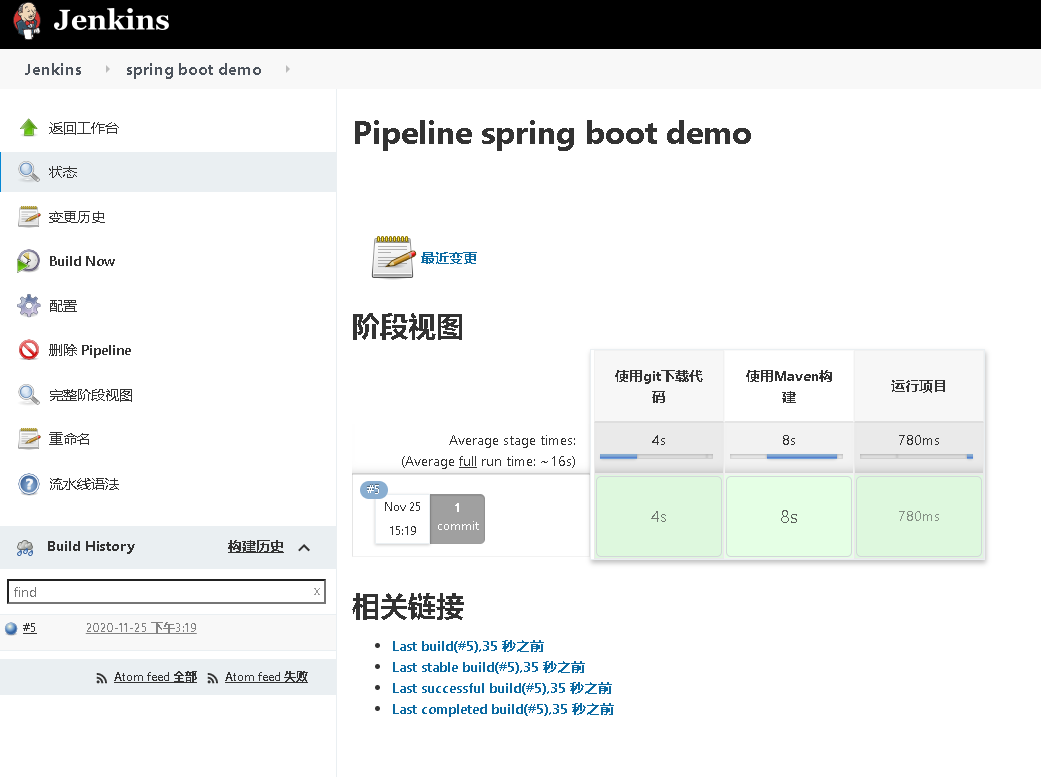 Jenkins
Jenkins
spring boot demo
返回工作台
状态
变更历史
Build Now
配置
删除 Pipeline
完整阶段视图
重命名
流水线语法
Build History
构建历史
find
x
#5
2020-11-25 下午3:19
Atom feed 全部
Atom feed 失败
Pipeline spring boot demo
最近变更
阶段视图
使用git下载代
码
使用Maven构
建
运行项目
Average stage times:
(Average full run time: ~16s)
4s
8s
780ms
#5
Nov 25
15:19
1
commit
4s
8s
780ms
相关链接
Last build(#5),35 秒之前
Last stable build(#5),35 秒之前
Last successful build(#5),35 秒之前
Last completed build(#5),35 秒之前